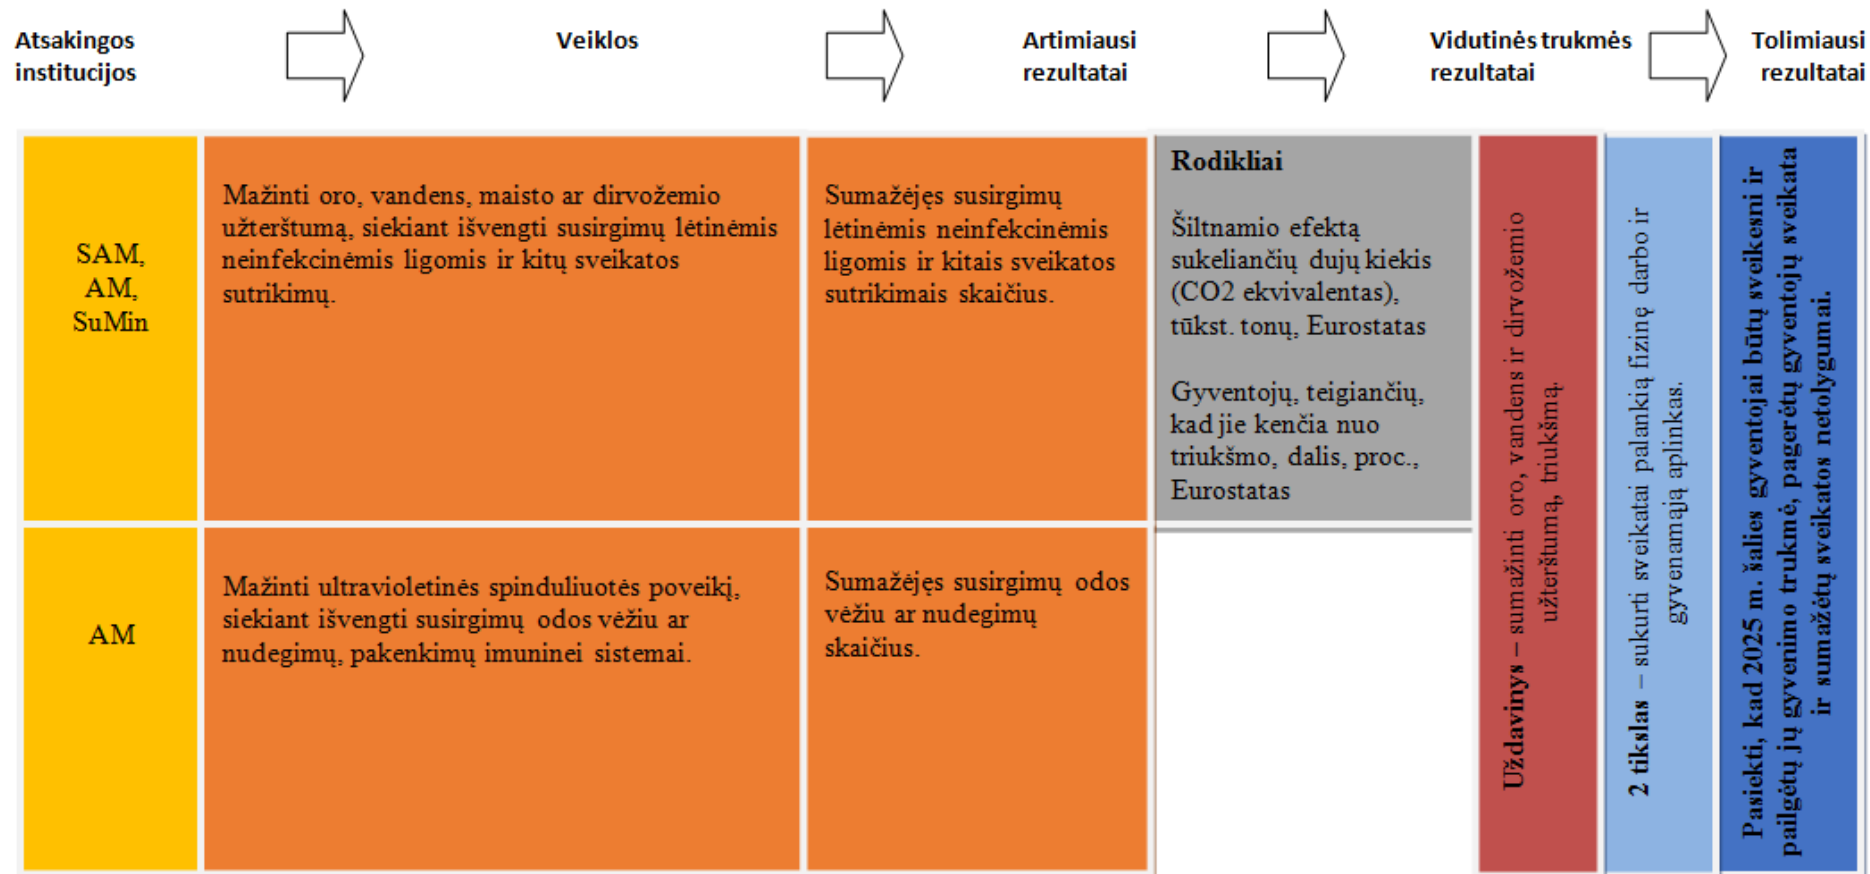 Atsakingos
institucijos
Veiklos
Artimiausi
rezultatai
Vidutinės trukmės
rezultatai
Tolimiausi
rezultatai
SAM,
AM,
SuMin
Mažinti oro, vandens, maisto ar dirvožemio
užterštumą, siekiant išvengti susirgimų lėtinėmis
neinfekcinėmis ligomis ir kitų sveikatos
sutrikimų.
Sumažėjęs susirgimų
lėtinėmis neinfekcinėmis
ligomis ir kitais sveikatos
sutrikimais skaičius.
Rodikliai
Šiltnamio efektą
sukeliančių dujų kiekis
(CO2 ekvivalentas),
tūkst. tonų, Eurostatas
Gyventojų, teigiančių,
kad jie kenčia nuo
triukšmo, dalis, proc.,
Eurostatas
AM
Mažinti ultravioletinės spinduliuotės poveikį,
siekiant išvengti susirgimų odos vėžiu ar
nudegimų, pakenkimų imuninei sistemai.
Sumažėjęs susirgimų odos
vėžiu ar nudegimų
skaičius.
Uždavinys – sumažinti oro, vandens ir dirvožemio
užterštumą, triukšmą.
2 tikslas – sukurti sveikatai palankią fizinę darbo ir
gyvenamąją aplinkas.
Pasiekti, kad 2025 m. šalies gyventojai būtų sveikesni ir
pailgėtų jų gyvenimo trukmė, pagerėtų gyventojų sveikata
ir sumažėtų sveikatos netolygumai.